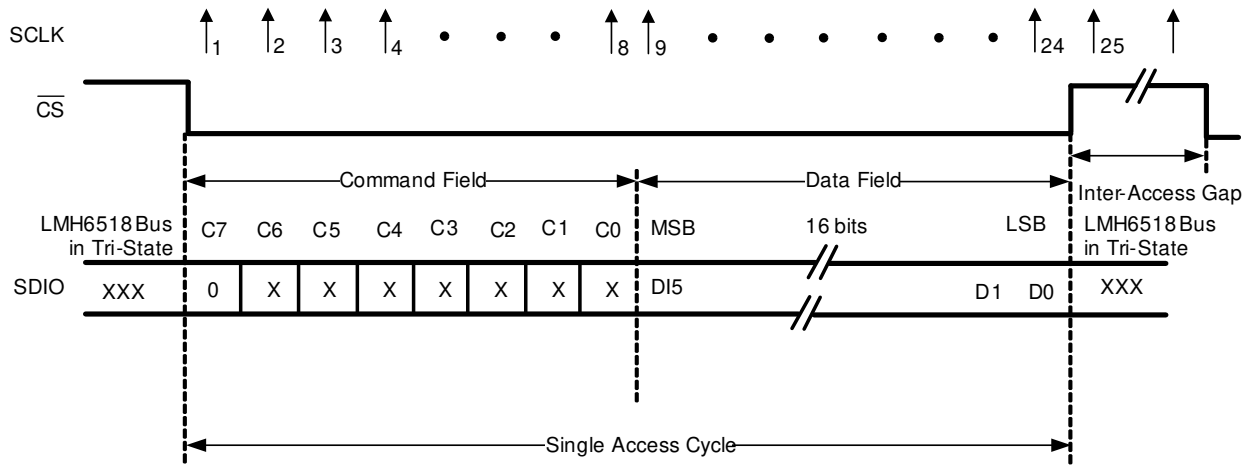 SCLK 1 2 3 4 8 9 24 25
CS
Command Field Data Field
Inter-Access Gap
LMH6518 Bus
in Tri-State
C7 C6 C5 C4 C3 C2 C1 C0 MSB 16 bits LSB
LMH6518 Bus
in Tri-State
SDIO XXX 0 X X X X X X X DI5 D1 D0 XXX
Single Access Cycle